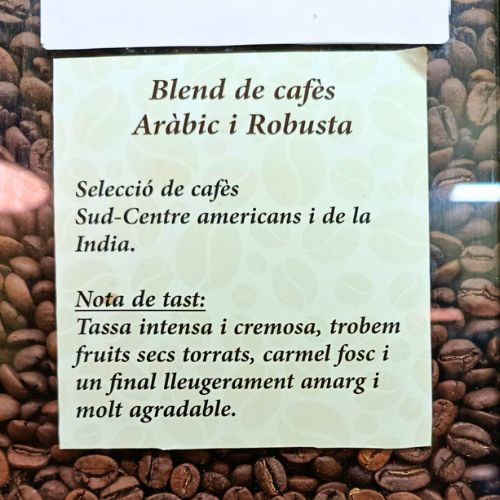 Blend de cafès
Aràbic i Robusta
Selecció de cafès
Sud-Centre americans i de la
India.
Nota de tast:
Tassa intensa i cremosa, trobem
fruits secs torrats, carmel fosc i
un final lleugerament amarg i
molt agradable.